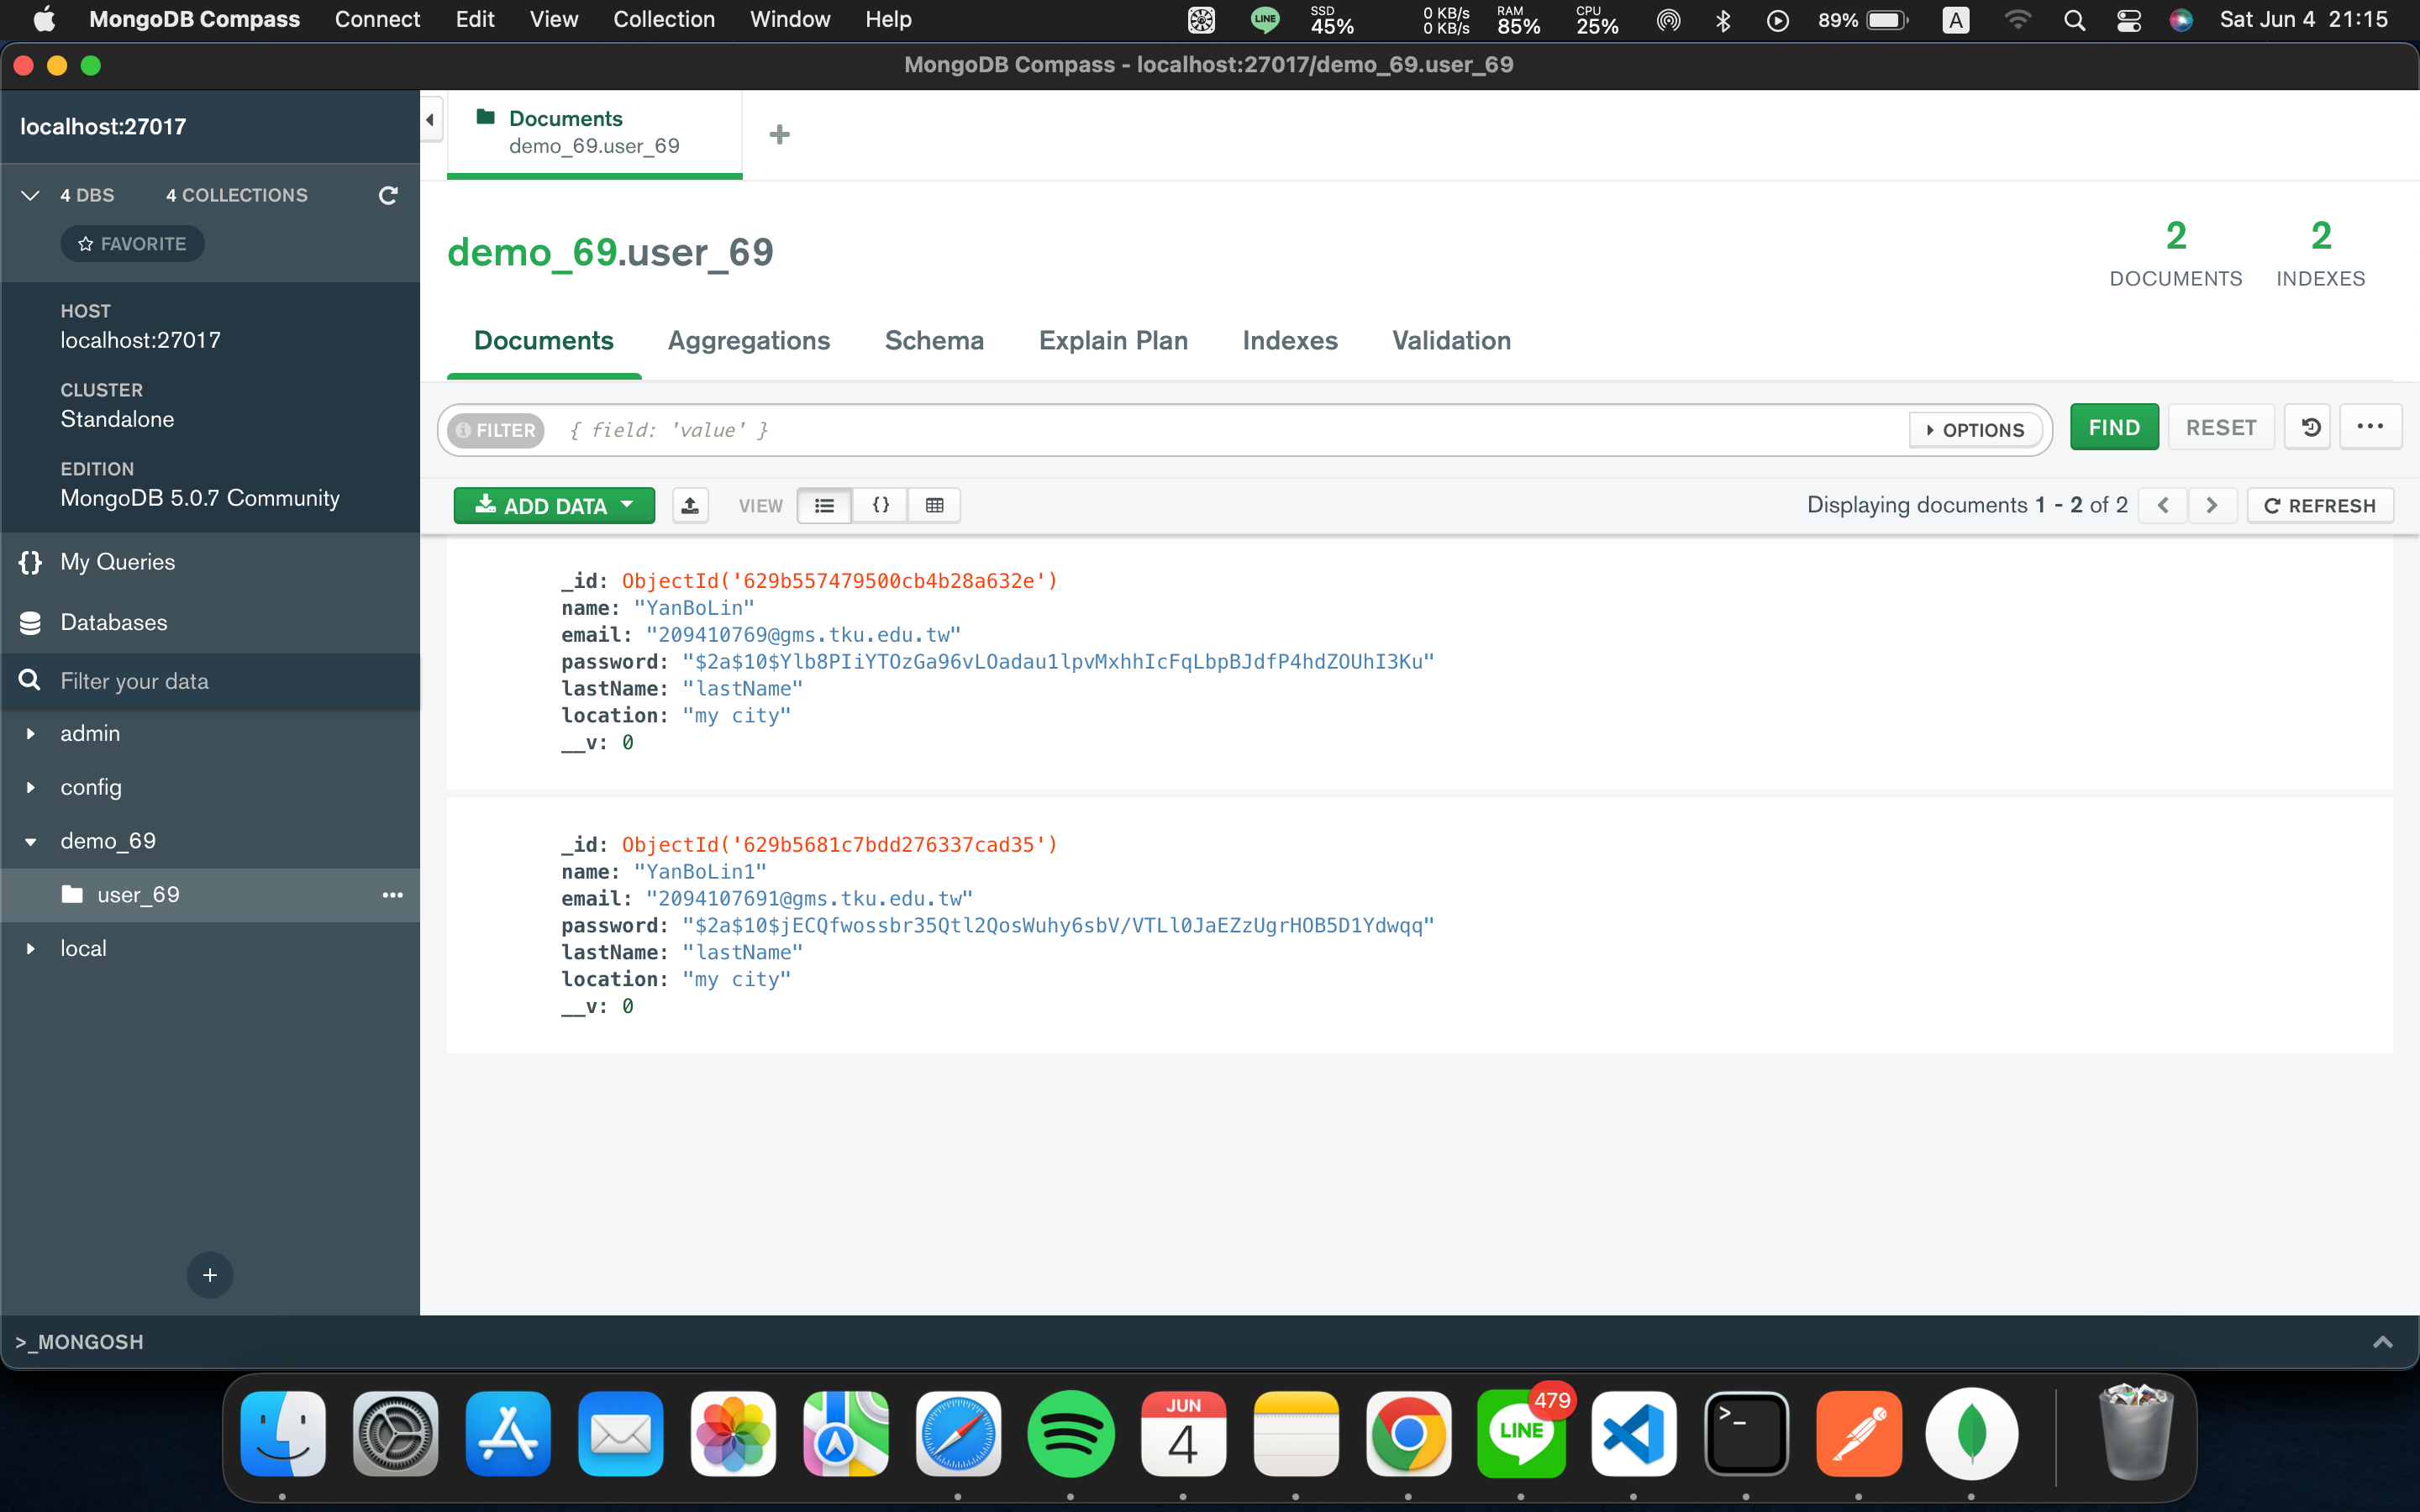 MongoDB Compass Connect Edit View Collection Window Help
LINE SSD 45% 0 KB/s 0 KB/s RAM 85% CPU 25% 89% A Sat Jun 4 21:15
MongoDB Compass - localhost:27017/demo_69.user_69
localhost:27017
4 DBS 4 COLLECTIONS
FAVORITE
HOST
localhost:27017
CLUSTER
Standalone
EDITION
MongoDB 5.0.7 Community
{} My Queries
Databases
Filter your data
admin
config
demo_69
user_69
local
+
Documents
demo_69.user_69
+
demo_69.user_69
2
DOCUMENTS
2
INDEXES
Documents Aggregations Schema Explain Plan Indexes Validation
FILTER { field: 'value' } OPTIONS FIND RESET
ADD DATA VIEW {} Displaying documents 1 - 2 of 2 REFRESH
_id: ObjectId('629b557479500cb4b28a632e')
name: "YanBoLin"
email: "209410769@gms.tku.edu.tw"
password: "$2a$10$Ylb8PIiYTOzGa96vLOadau1lpvMxhhIcFqLbpBJdfP4hdZOUhI3Ku"
lastName: "lastName"
location: "my city"
__v: 0
_id: ObjectId('629b5681c7bdd276337cad35')
name: "YanBoLin1"
email: "2094107691@gms.tku.edu.tw"
password: "$2a$10$jECQfwossbr35Qtl2QosWuhy6sbV/VTLl0JaEZzUgrHOB5D1Ydwqq"
lastName: "lastName"
location: "my city"
__v: 0
>_MONGOSH
JUN
4
LINE
479
>_